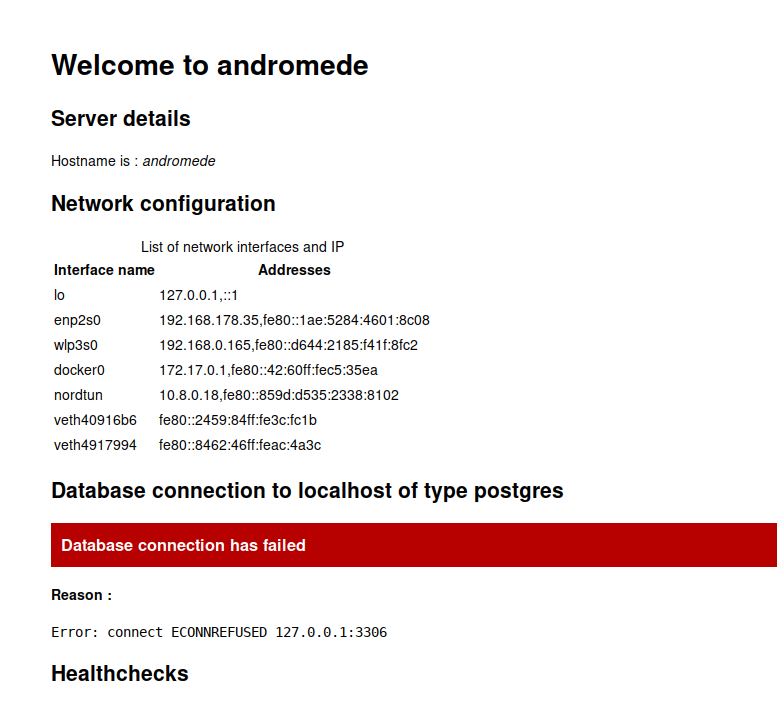 Welcome to andromede
Server details
Hostname is : andromede
Network configuration
List of network interfaces and IP
Interface name Addresses
lo 127.0.0.1,::1
enp2s0 192.168.178.35,fe80::1ae:5284:4601:8c08
wlp3s0 192.168.0.165,fe80::d644:2185:f41f:8fc2
docker0 172.17.0.1,fe80::42:60ff:fec5:35ea
nordtun 10.8.0.18,fe80::859d:d535:2338:8102
veth40916b6 fe80::2459:84ff:fe3c:fc1b
veth4917994 fe80::8462:46ff:feac:4a3c
Database connection to localhost of type postgres
Database connection has failed
Reason :
Error: connect ECONNREFUSED 127.0.0.1:3306
Healthchecks